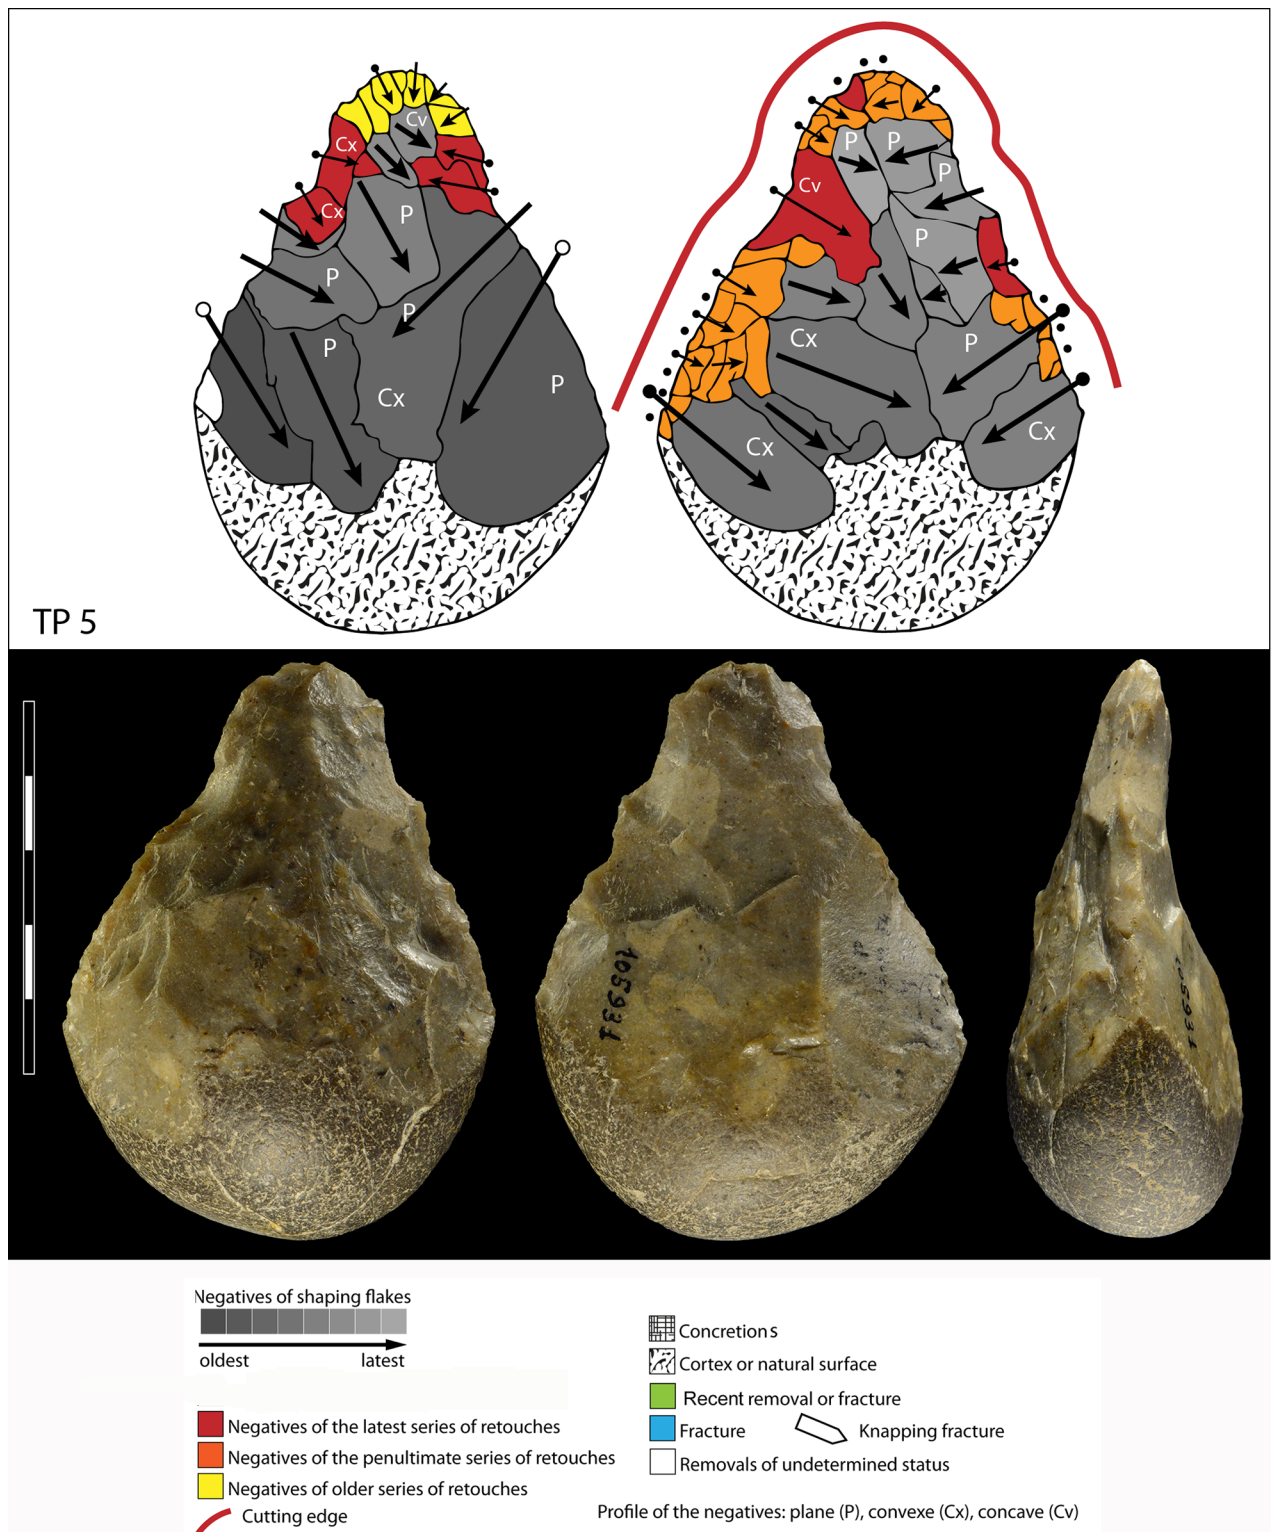 Cv
Cx
Cx
P
P
P
P
Cx
P
P
P
P
Cv
P
Cx
P
Cx
Cx
TP 5
105931
Negatives of shaping flakes
oldest latest
Negatives of the latest series of retouches
Negatives of the penultimate series of retouches
Negatives of older series of retouches
Cutting edge
Concretions
Cortex or natural surface
Recent removal or fracture
Fracture
Knapping fracture
Removals of undetermined status
Profile of the negatives: plane (P), convexe (Cx), concave (Cv)